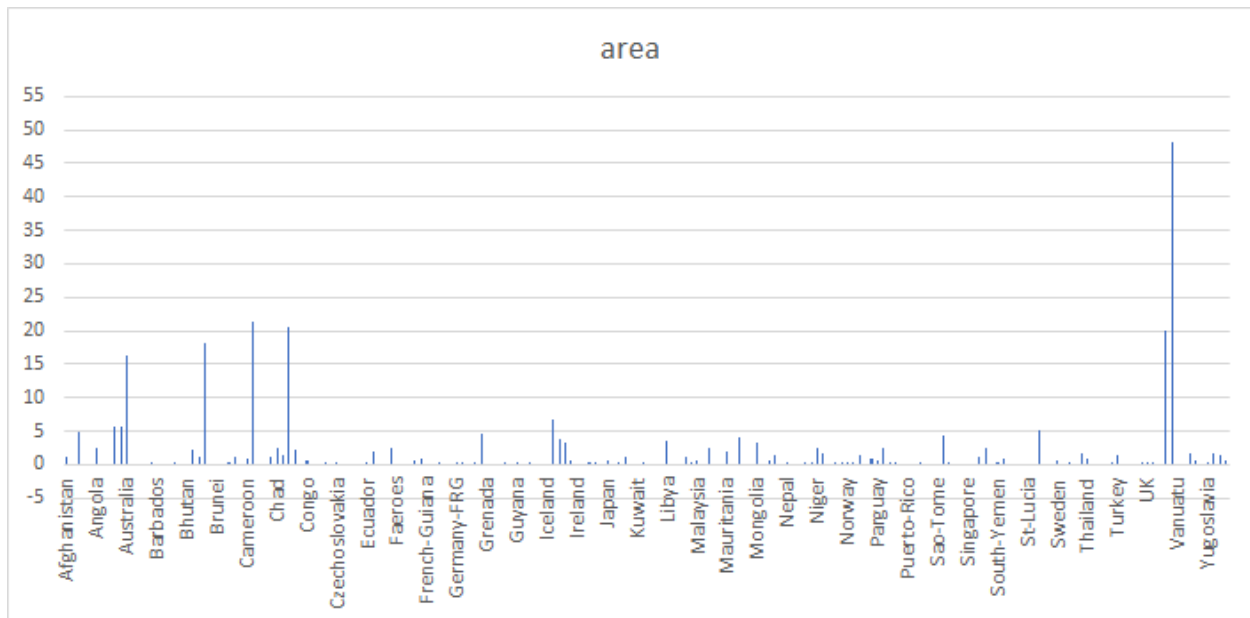 area
55
50
45
40
35
30
25
20
15
10
5
0
-5
Afghanistan
Angola
Australia
Barbados
Bhutan
Brunei
Cameroon
Chad
Congo
Czechoslovakia
Ecuador
Faeroes
French-Guiana
Germany-FRG
Grenada
Guyana
Iceland
Ireland
Japan
Kuwait
Libya
Malaysia
Mauritania
Mongolia
Nepal
Niger
Norway
Parguay
Puerto-Rico
Sao-Tome
Singapore
South-Yemen
St-Lucia
Sweden
Thailand
Turkey
UK
Vanuatu
Yugoslavia